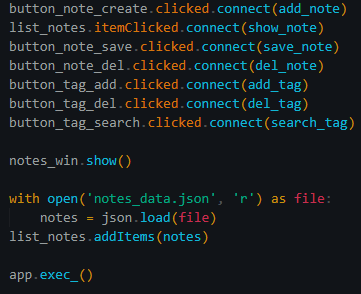 button_note_create.clicked.connect(add_note)
list_notes.itemClicked.connect(show_note)
button_note_save.clicked.connect(save_note)
button_note_del.clicked.connect(del_note)
button_tag_add.clicked.connect(add_tag)
button_tag_del.clicked.connect(del_tag)
button_tag_search.clicked.connect(search_tag)

notes_win.show()

with open('notes_data.json', 'r') as file:
    notes = json.load(file)
list_notes.addItems(notes)

app.exec_()